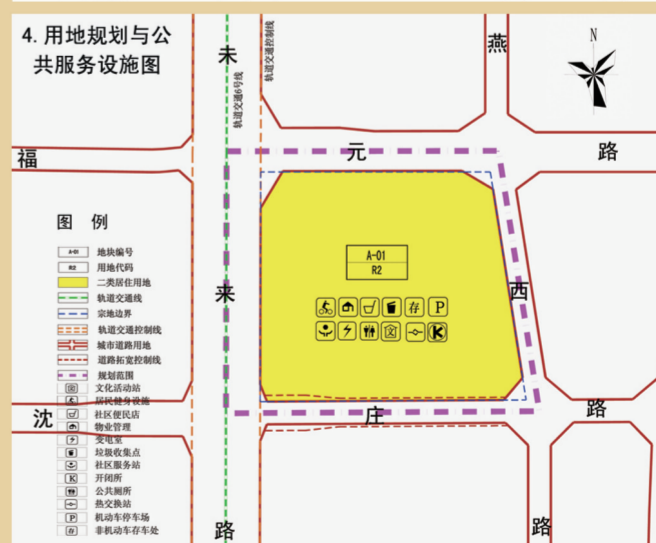 4. 用地规划与公
共服务设施图
未
来
路
轨道交通6号线
轨道交通控制线
燕
西
路
N
福
元
路
A-01
R2
存
P
文
K
沈
庄
路
图 例
A-01 地块编号
R2 用地代码
二类居住用地
轨道交通线
宗地边界
轨道交通控制线
城市道路用地
道路拓宽控制线
规划范围
文 文化活动站
居民健身设施
社区便民店
物业管理
变电室
垃圾收集点
社区服务站
K 开闭所
公共厕所
热交换站
P 机动车停车场
存 非机动车存车处